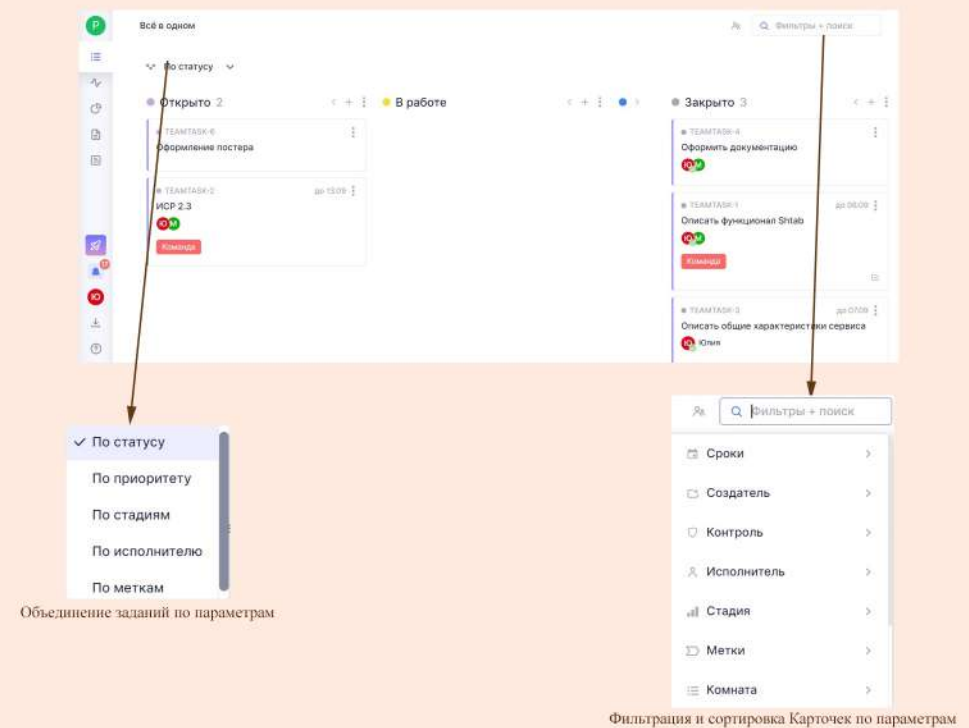 P
Всё в одном
Фильтры + поиск
По статусу
Открыто 2
В работе
Закрыто 3
TEAMTASK-6
Оформление постера
TEAMTASK-2 до 15.09
ИСР 2.3
Ю М
Команда
TEAMTASK-4
Оформить документацию
Ю М
TEAMTASK-1 до 08.09
Описать функционал Shtab
Ю М
Команда
TEAMTASK-3 до 07.09
Описать общие характеристики сервиса
Ю Юлия
17
Ю
По статусу
По приоритету
По стадиям
По исполнителю
По меткам
Объединение заданий по параметрам
Фильтры + поиск
Сроки
Создатель
Контроль
Исполнитель
Стадия
Метки
Комната
Фильтрация и сортировка Карточек по параметрам